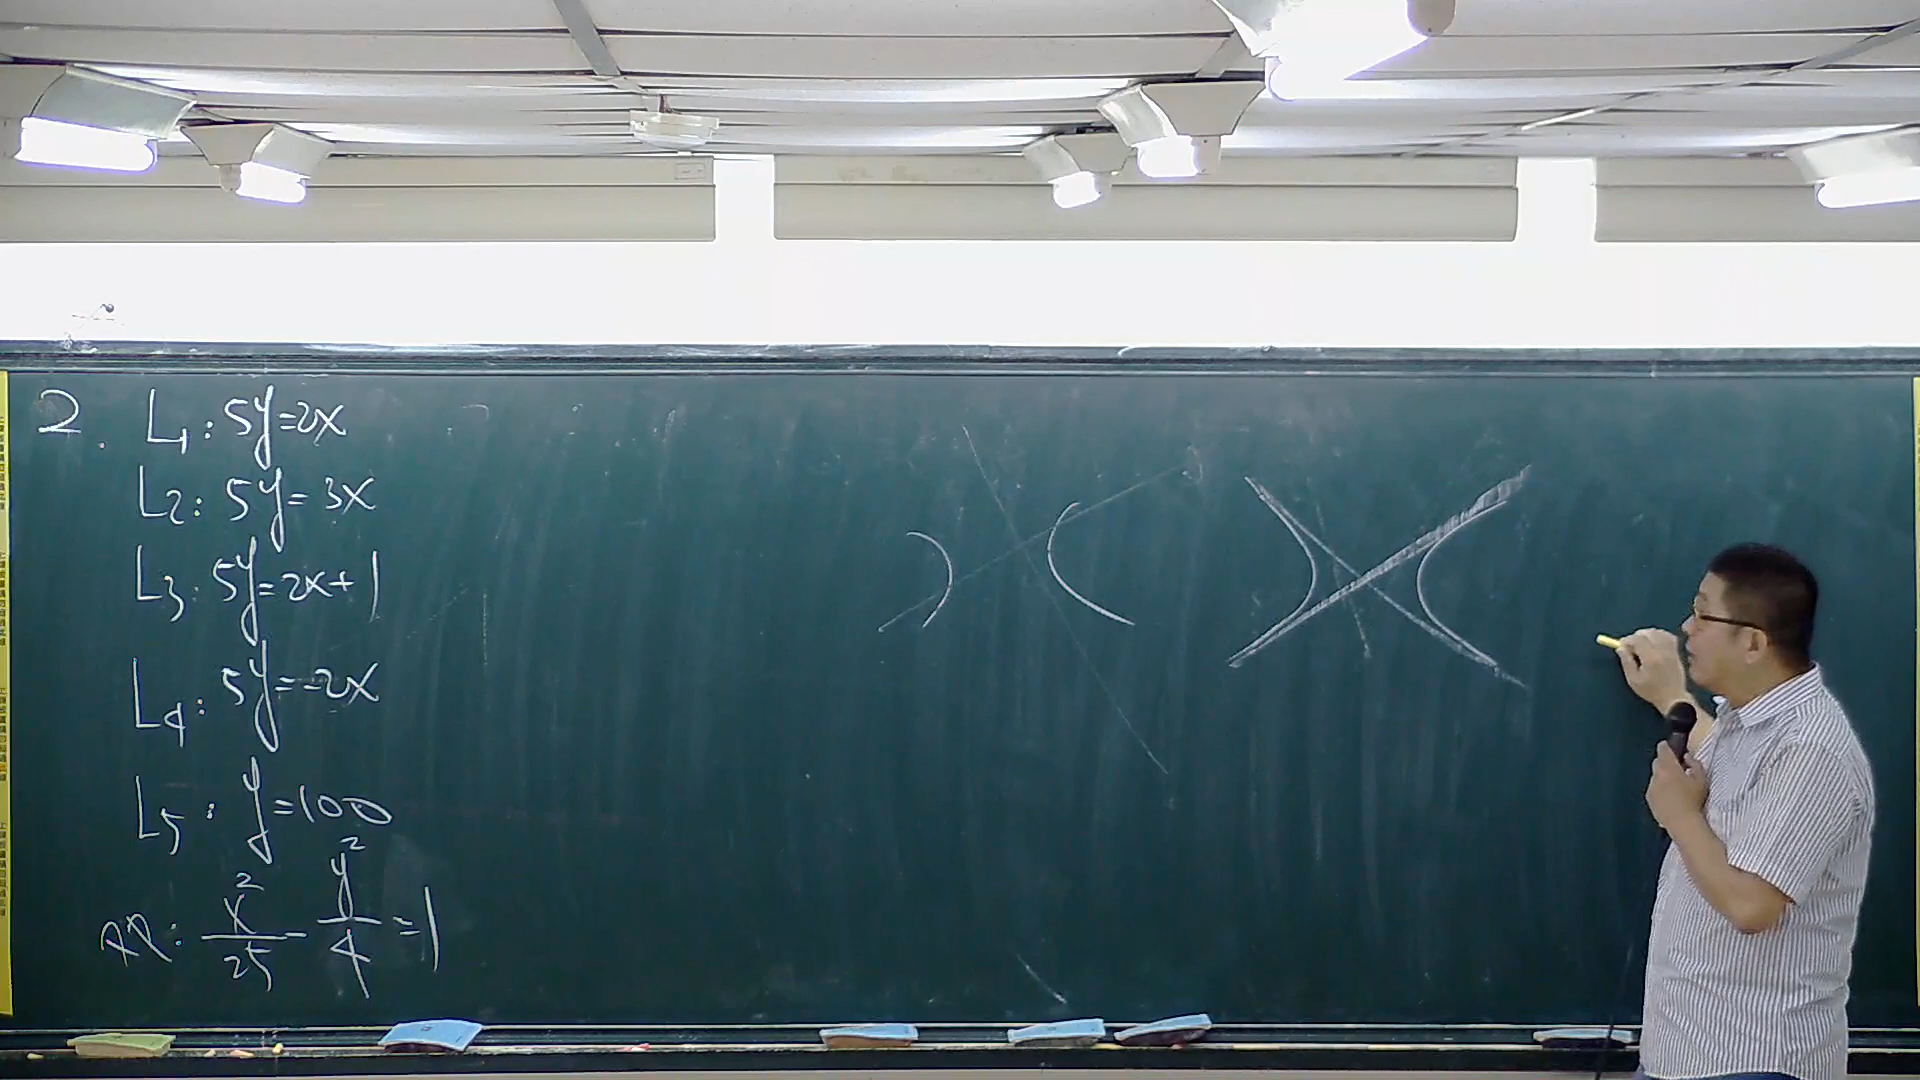 2. L₁: 5y=2x
L₂: 5y=3x
L₃: 5y=2x+1
L₄: 5y=-2x
L₅: y=100
x²/25 - y²/4 = 1